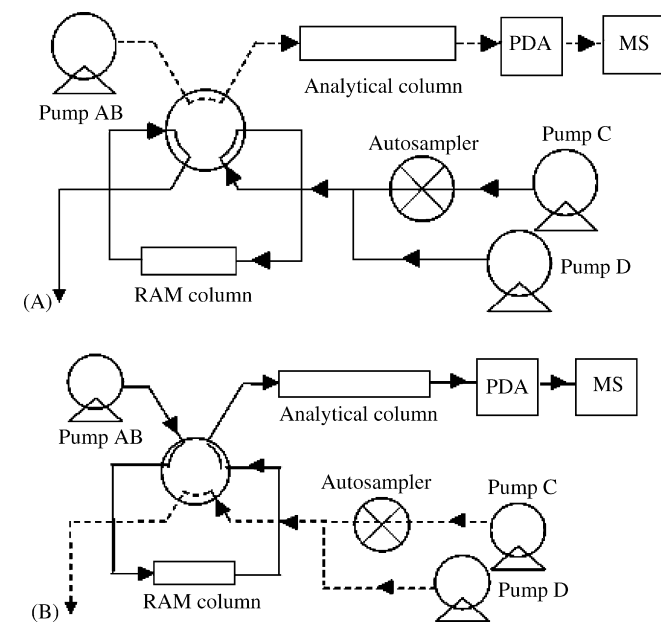 PDA
MS
Analytical column
Pump AB
Autosampler
Pump C
Pump D
RAM column
(A)
PDA
MS
Analytical column
Pump AB
Autosampler
Pump C
Pump D
RAM column
(B)